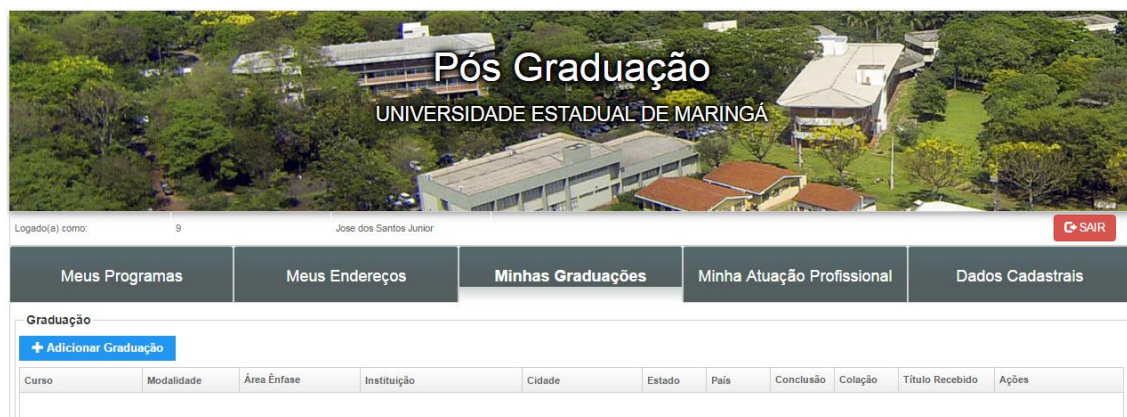 Pós Graduação
UNIVERSIDADE ESTADUAL DE MARINGÁ
Logado(a) como: 9 Jose dos Santos Junior SAIR
Meus Programas Meus Endereços Minhas Graduações Minha Atuação Profissional Dados Cadastrais
Graduação
+ Adicionar Graduação
Curso Modalidade Área Ênfase Instituição Cidade Estado País Conclusão Colação Título Recebido Ações